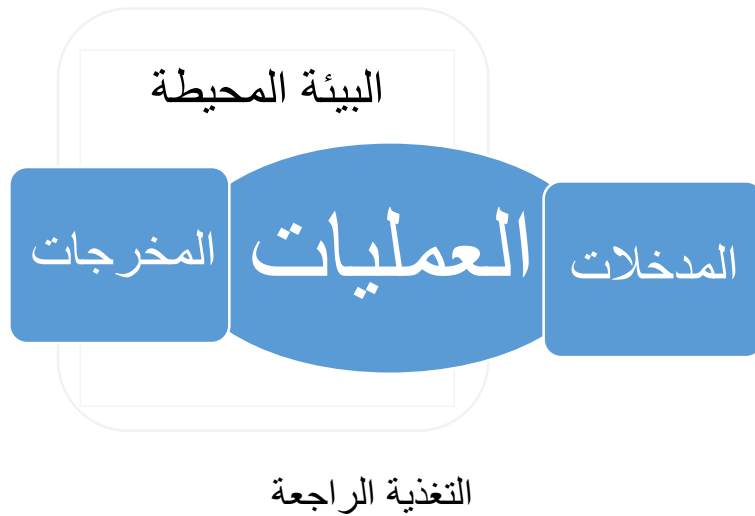 البيئة المحيطة
المدخلات
العمليات
المخرجات
التغذية الراجعة